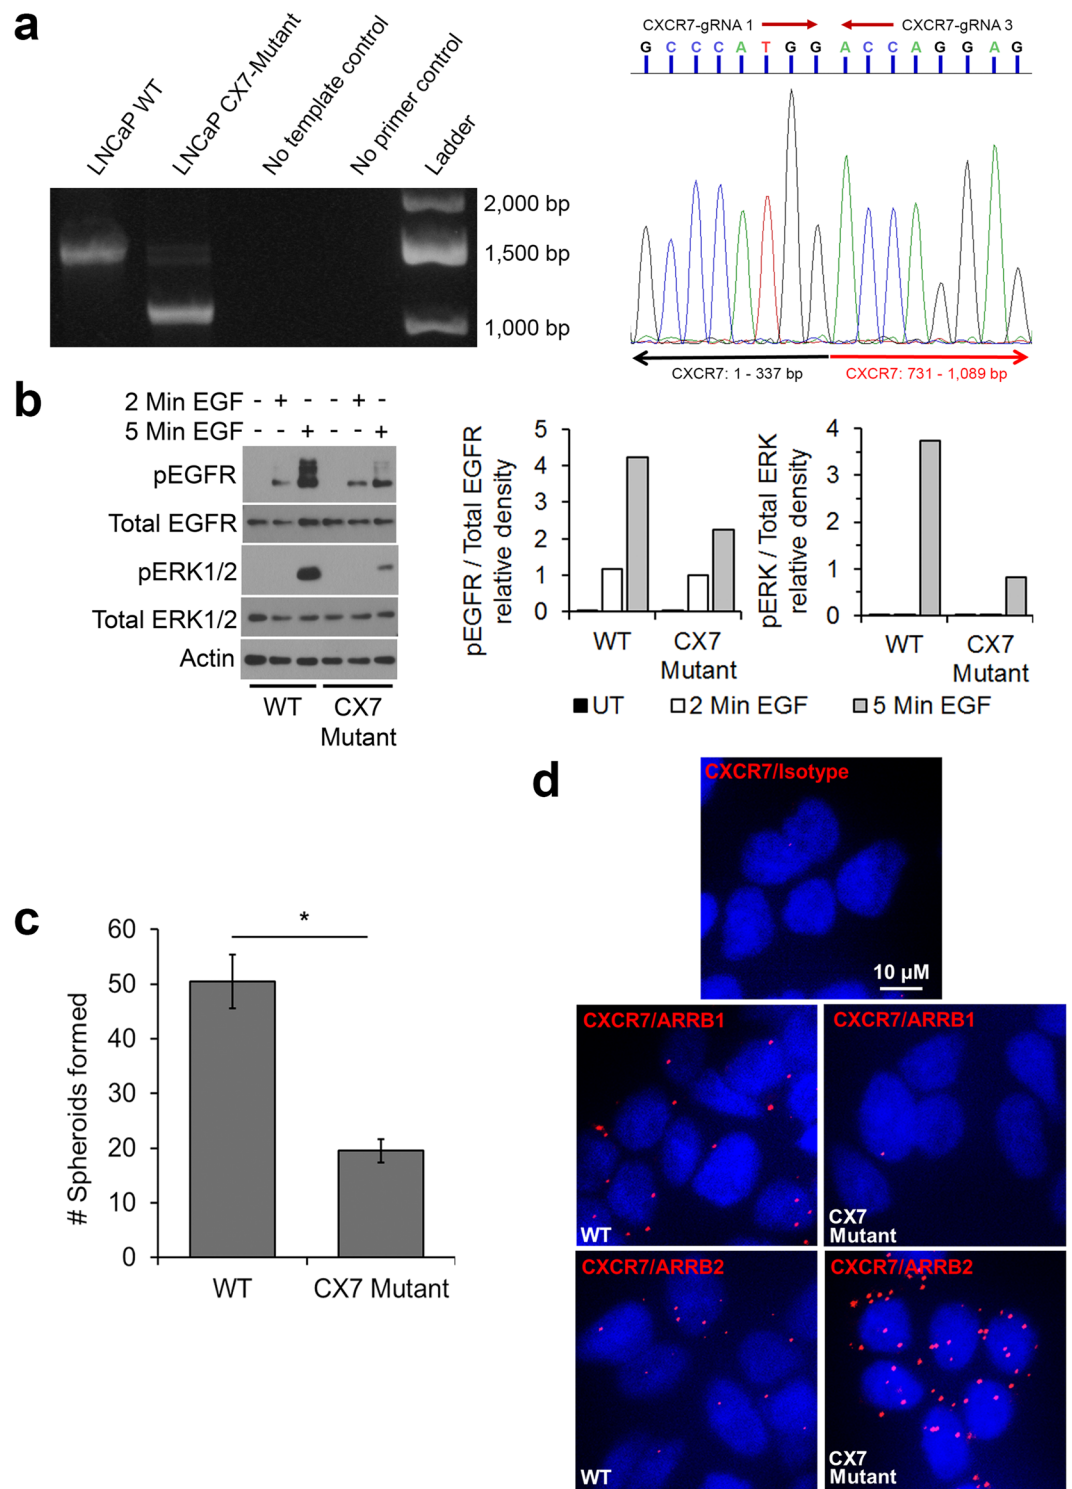 a
LNCaP WT
LNCaP CX7-Mutant
No template control
No primer control
Ladder
2,000 bp
1,500 bp
1,000 bp
CXCR7-gRNA 1
CXCR7-gRNA 3
G C C C A T G G A C C A G G A G
CXCR7: 1 - 337 bp
CXCR7: 731 - 1,089 bp
b
2 Min EGF - + - - + -
5 Min EGF - - + - - +
pEGFR
Total EGFR
pERK1/2
Total ERK1/2
Actin
WT
CX7
Mutant
pEGFR / Total EGFR
relative density
5
4
3
2
1
0
WT
CX7
Mutant
pERK / Total ERK
relative density
4
3
2
1
0
WT
CX7
Mutant
UT
2 Min EGF
5 Min EGF
c
# Spheroids formed
60
50
40
30
20
10
0
*
WT
CX7 Mutant
d
CXCR7/Isotype
10 µM
CXCR7/ARRB1
WT
CXCR7/ARRB1
CX7
Mutant
CXCR7/ARRB2
WT
CXCR7/ARRB2
CX7
Mutant